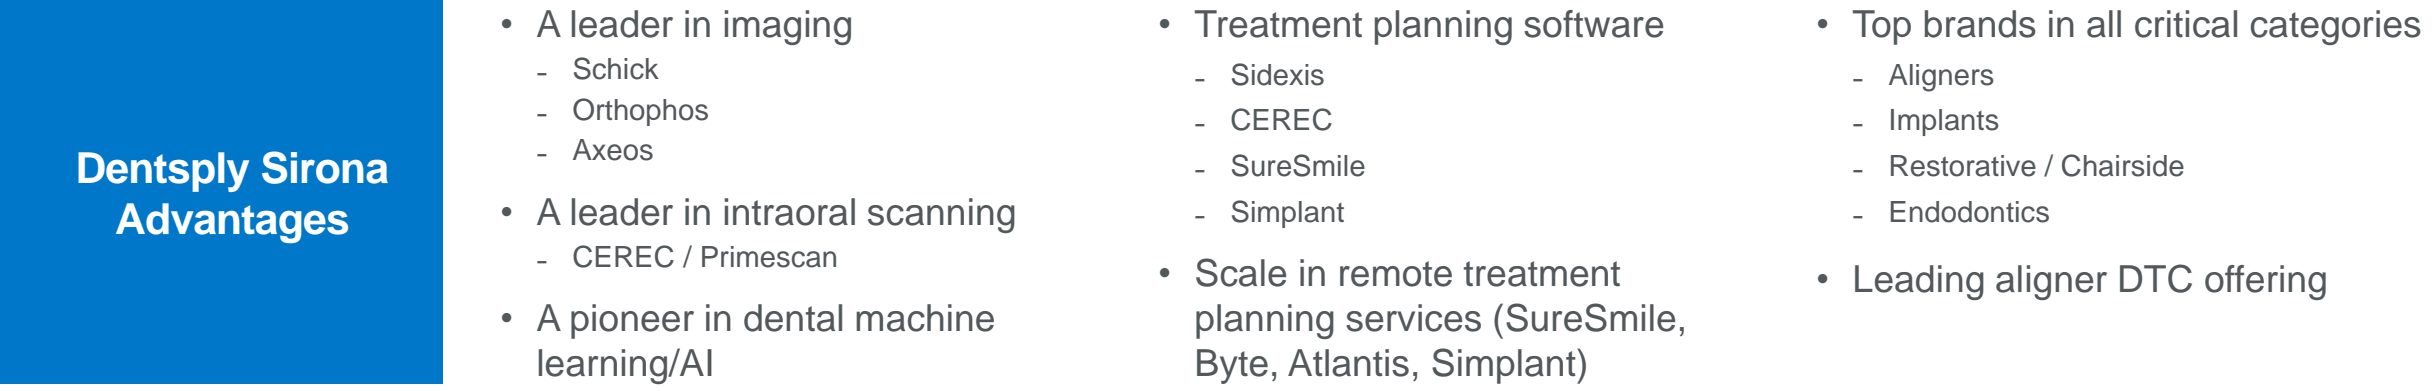 Dentsply Sirona
Advantages
• A leader in imaging
- Schick
- Orthophos
- Axeos
• A leader in intraoral scanning
- CEREC / Primescan
• A pioneer in dental machine
learning/AI
• Treatment planning software
- Sidexis
- CEREC
- SureSmile
- Simplant
• Scale in remote treatment
planning services (SureSmile,
Byte, Atlantis, Simplant)
• Top brands in all critical categories
- Aligners
- Implants
- Restorative / Chairside
- Endodontics
• Leading aligner DTC offering